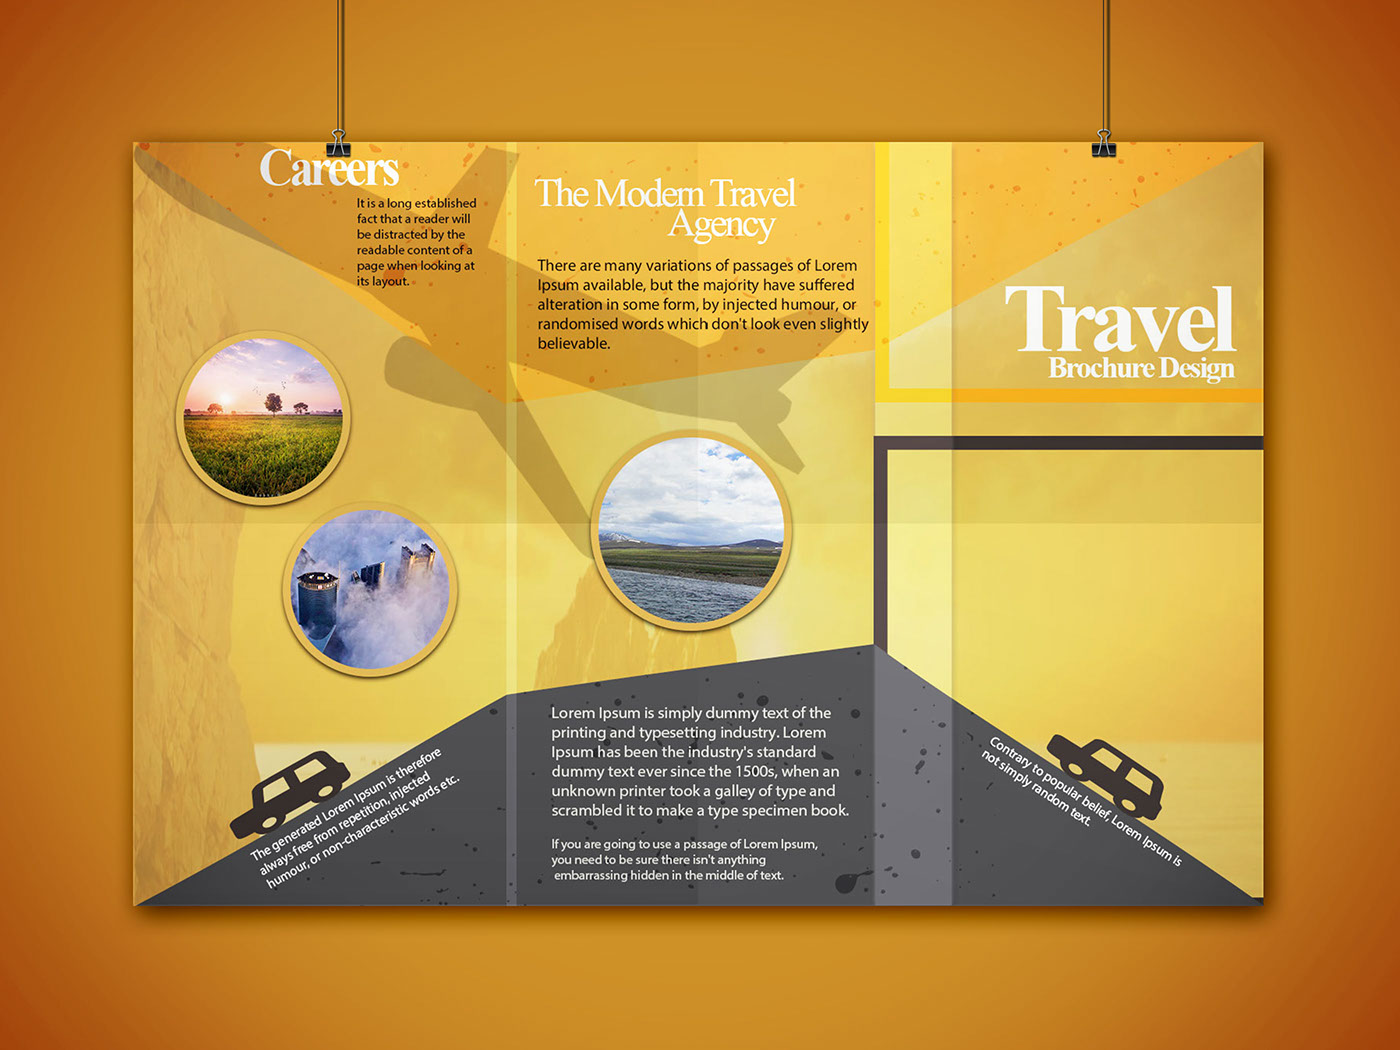 Careers
It is a long established
fact that a reader will
be distracted by the
readable content of a
page when looking at
its layout.
The generated Lorem Ipsum is therefore
always free from repetition, injected
humour, or non-characteristic words etc.
The Modern Travel
Agency
There are many variations of passages of Lorem
Ipsum available, but the majority have suffered
alteration in some form, by injected humour, or
randomised words which don't look even slightly
believable.
Lorem Ipsum is simply dummy text of the
printing and typesetting industry. Lorem
Ipsum has been the industry's standard
dummy text ever since the 1500s, when an
unknown printer took a galley of type and
scrambled it to make a type specimen book.
If you are going to use a passage of Lorem Ipsum,
you need to be sure there isn't anything
embarrassing hidden in the middle of text.
Travel
Brochure Design
Contrary to popular belief, Lorem Ipsum is
not simply random text.